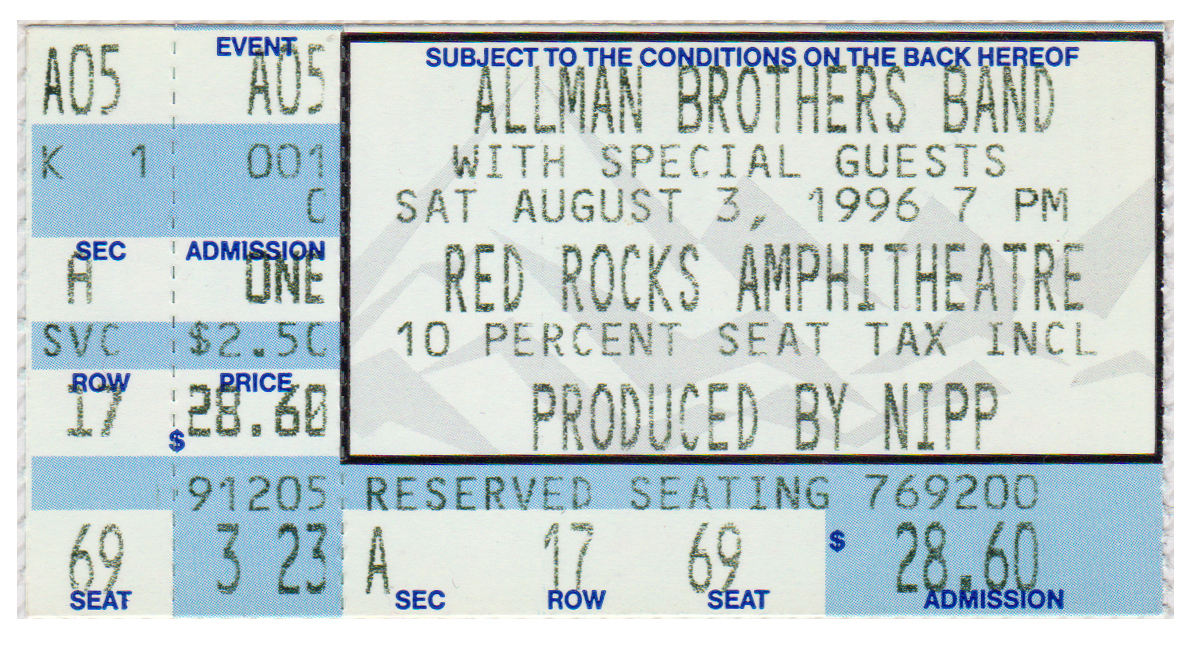 A05
K 1
SEC
A
SVC
ROW
17
69
SEAT
EVENT
A05
001
C
ADMISSION
ONE
$2.50
PRICE
$28.60
91205
3 23
SUBJECT TO THE CONDITIONS ON THE BACK HEREOF
ALLMAN BROTHERS BAND
WITH SPECIAL GUESTS
SAT AUGUST 3, 1996 7 PM
RED ROCKS AMPHITHEATRE
10 PERCENT SEAT TAX INCL
PRODUCED BY NIPP
RESERVED SEATING 769200
A 17 69 $28.60
SEC ROW SEAT ADMISSION